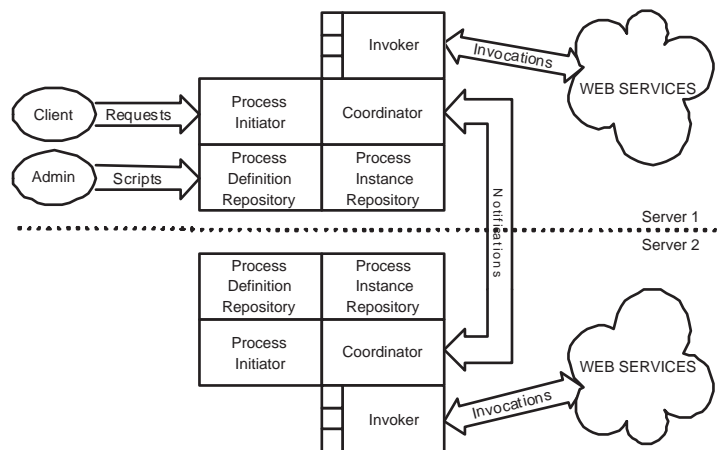 Invoker
Invocations
WEB SERVICES
Client
Requests
Process
Initiator
Coordinator
Admin
Scripts
Process
Definition
Repository
Process
Instance
Repository
Notifications
Server 1
Server 2
Process
Definition
Repository
Process
Instance
Repository
Process
Initiator
Coordinator
WEB SERVICES
Invocations
Invoker